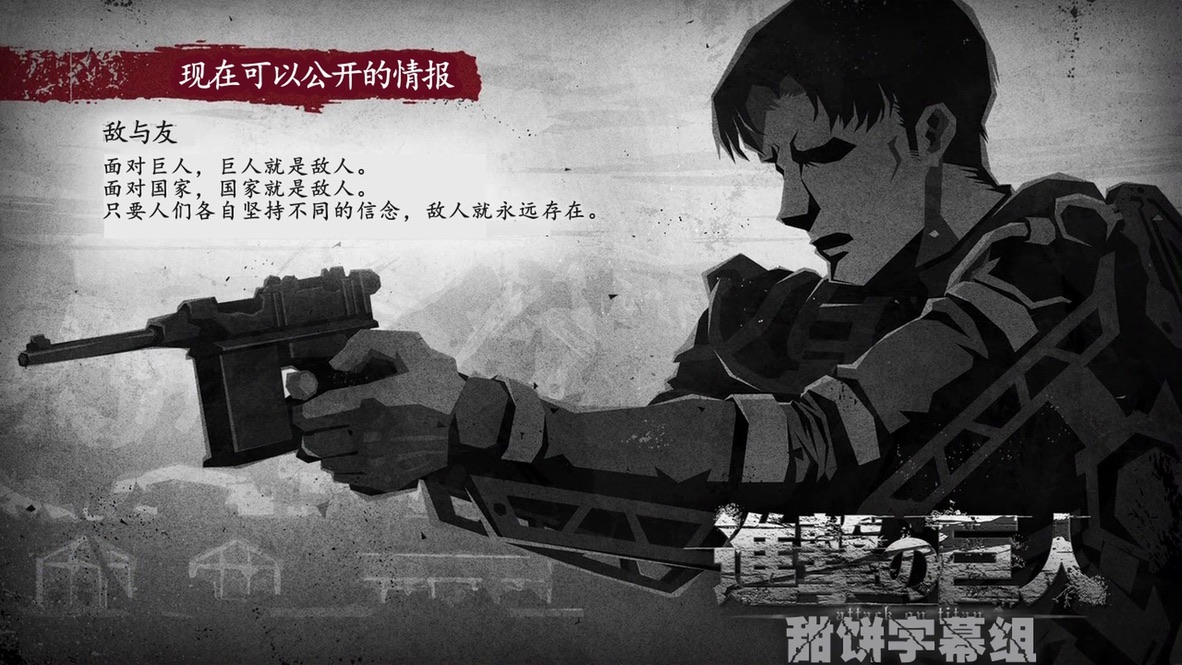 现在可以公开的情报
敌与友
面对巨人，巨人就是敌人。
面对国家，国家就是敌人。
只要人们各自坚持不同的信念，敌人就永远存在。
進撃の巨人
attack on titan
甜饼字幕组